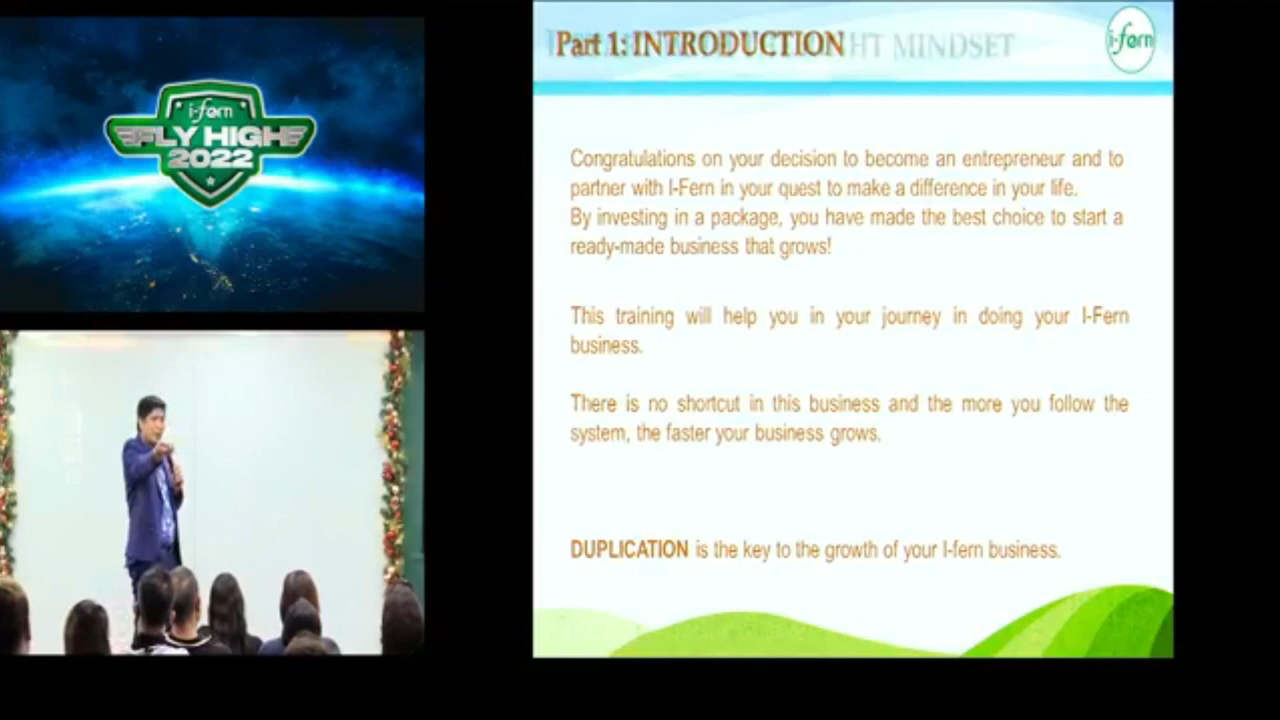 i-fern
FLY HIGH
2022
Part 1: INTRODUCTION
HT MINDSET
i-fern
Congratulations on your decision to become an entrepreneur and to
partner with I-Fern in your quest to make a difference in your life.
By investing in a package, you have made the best choice to start a
ready-made business that grows!
This training will help you in your journey in doing your I-Fern
business.
There is no shortcut in this business and the more you follow the
system, the faster your business grows.
DUPLICATION is the key to the growth of your I-fern business.